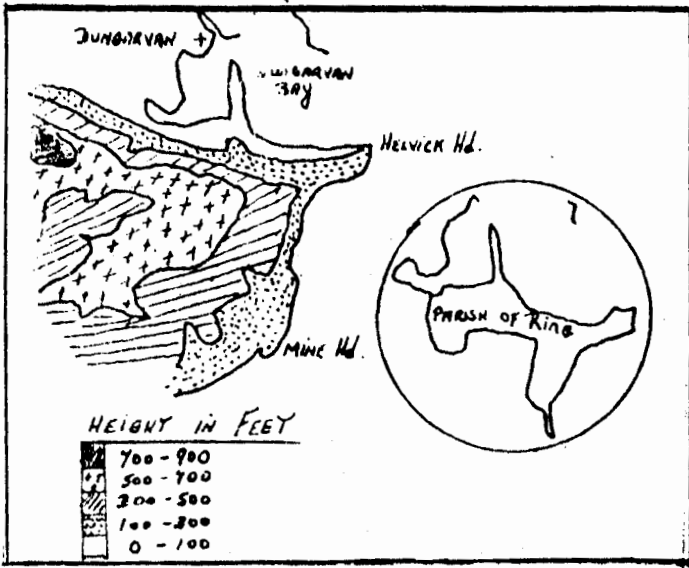 DUNGARVAN
BAY
HELVICK Hd.
PARISH OF RING
MINE Hd.
HEIGHT IN FEET
700 - 900
500 - 700
300 - 500
100 - 300
0 - 100